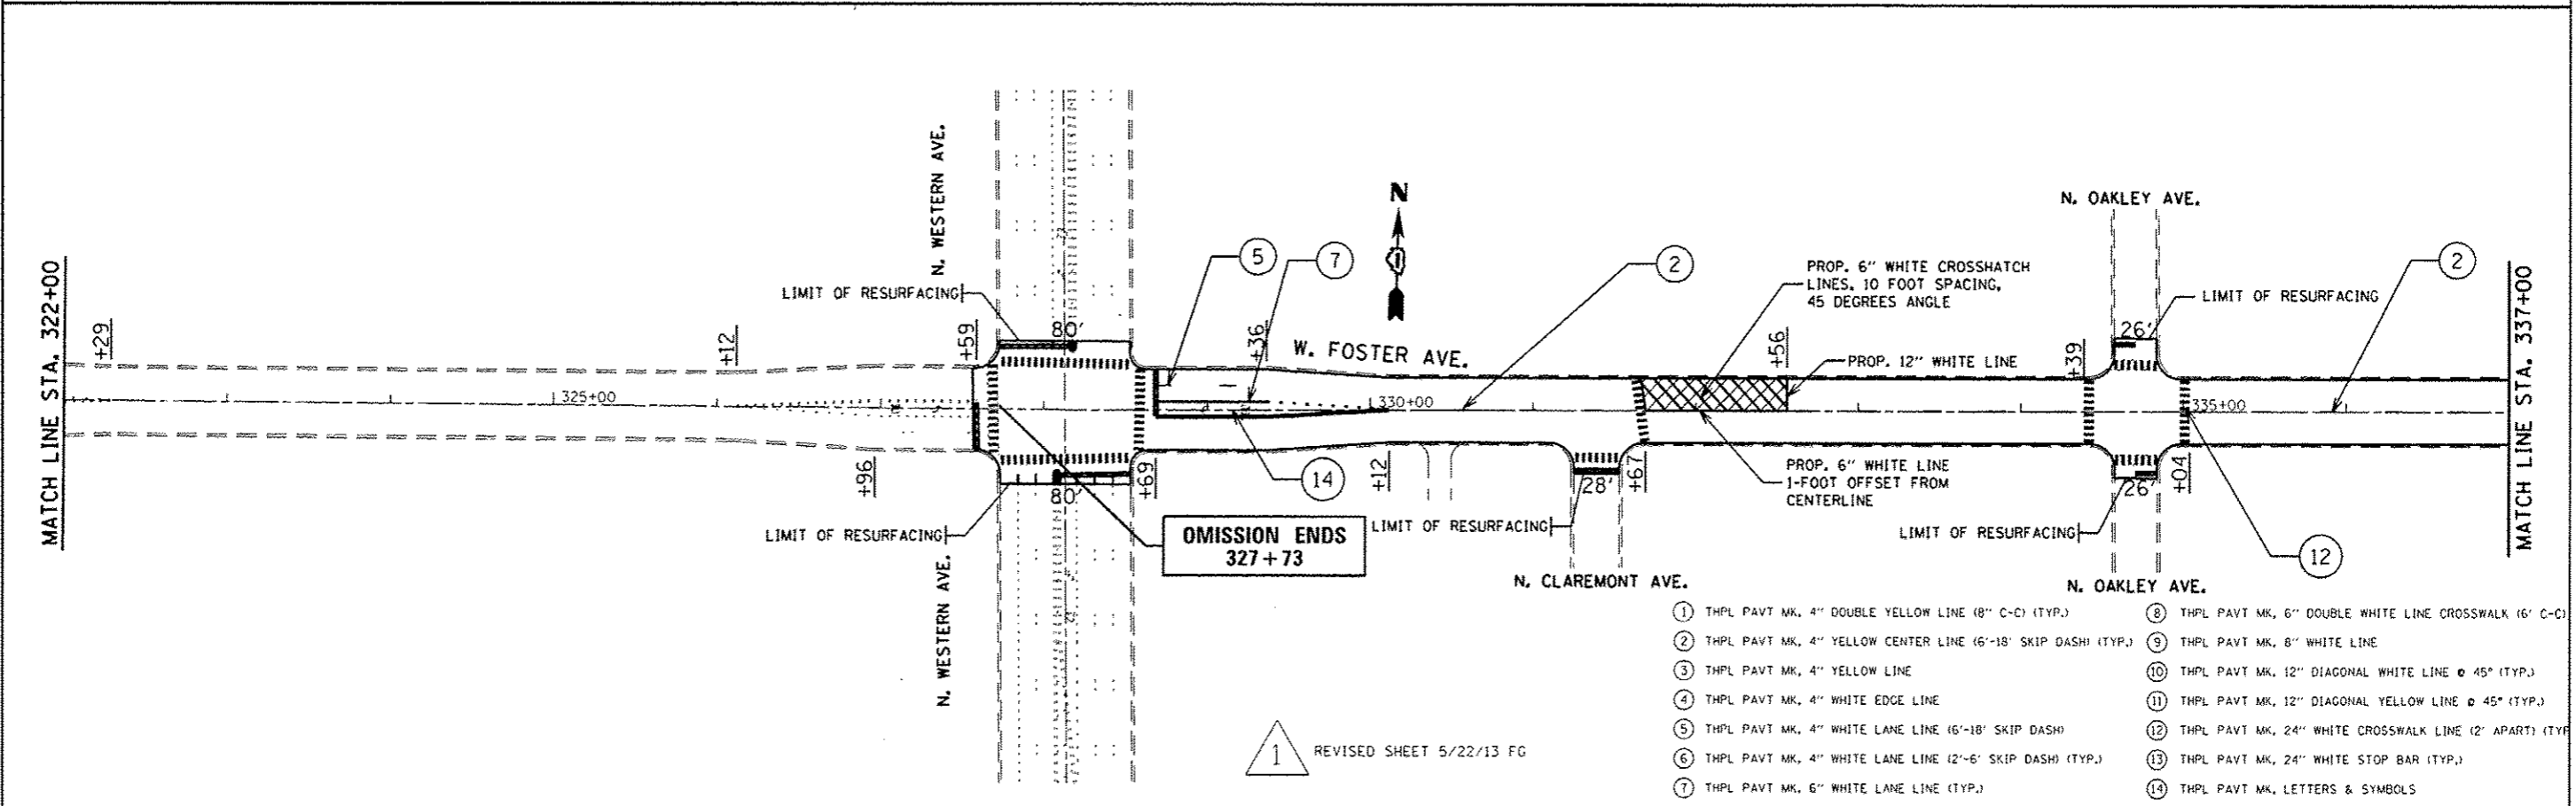 MATCH LINE STA. 322+00
+29
+12
+96
+59
N. WESTERN AVE.
LIMIT OF RESURFACING
80'
325+00
+36
5
7
N
1
W. FOSTER AVE.
2
PROP. 6" WHITE CROSSHATCH
LINES, 10 FOOT SPACING,
45 DEGREES ANGLE
+56
PROP. 12" WHITE LINE
N. OAKLEY AVE.
+39
26'
LIMIT OF RESURFACING
2
MATCH LINE STA. 337+00
330+00
335+00
LIMIT OF RESURFACING
80'
+69
14
+12
OMISSION ENDS
327+73
LIMIT OF RESURFACING
28'
+67
PROP. 6" WHITE LINE
1-FOOT OFFSET FROM
CENTERLINE
LIMIT OF RESURFACING
26'
+04
12
N. WESTERN AVE.
N. CLAREMONT AVE.
N. OAKLEY AVE.
1 THPL PAVT MK, 4" DOUBLE YELLOW LINE (8" C-C) (TYP.)
2 THPL PAVT MK, 4" YELLOW CENTER LINE (6'-18' SKIP DASH) (TYP.)
3 THPL PAVT MK, 4" YELLOW LINE
4 THPL PAVT MK, 4" WHITE EDGE LINE
5 THPL PAVT MK, 4" WHITE LANE LINE (6'-18' SKIP DASH)
6 THPL PAVT MK, 4" WHITE LANE LINE (2'-6' SKIP DASH) (TYP.)
7 THPL PAVT MK, 6" WHITE LANE LINE (TYP.)
8 THPL PAVT MK, 6" DOUBLE WHITE LINE CROSSWALK (6' C-C)
9 THPL PAVT MK, 8" WHITE LINE
10 THPL PAVT MK, 12" DIAGONAL WHITE LINE @ 45° (TYP.)
11 THPL PAVT MK, 12" DIAGONAL YELLOW LINE @ 45° (TYP.)
12 THPL PAVT MK, 24" WHITE CROSSWALK LINE (2' APART) (TYP
13 THPL PAVT MK, 24" WHITE STOP BAR (TYP.)
14 THPL PAVT MK, LETTERS & SYMBOLS
1 REVISED SHEET 5/22/13 FG